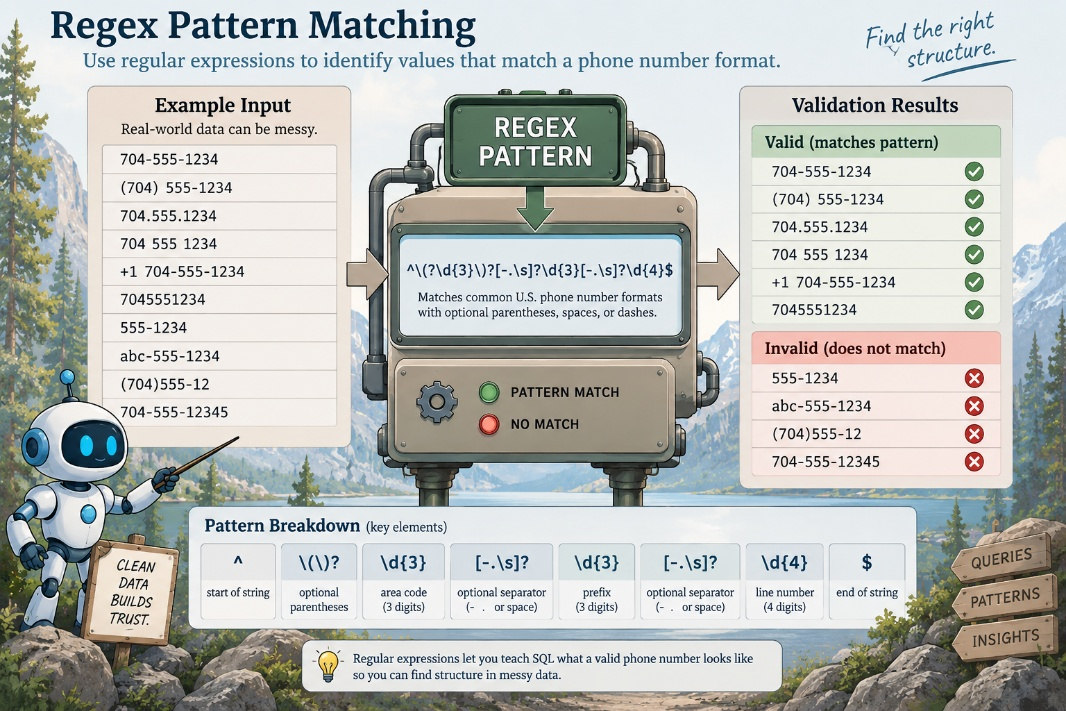 Regex Pattern Matching
Use regular expressions to identify values that match a phone number format.
Find the right
structure.
Example Input
Real-world data can be messy.
704-555-1234
(704) 555-1234
704.555.1234
704 555 1234
+1 704-555-1234
7045551234
555-1234
abc-555-1234
(704)555-12
704-555-12345
REGEX
PATTERN
^\(?\d{3}\)?[-.\s]?\d{3}[-.\s]?\d{4}$
Matches common U.S. phone number formats
with optional parentheses, spaces, or dashes.
PATTERN MATCH
NO MATCH
Validation Results
Valid (matches pattern)
704-555-1234
(704) 555-1234
704.555.1234
704 555 1234
+1 704-555-1234
7045551234
Invalid (does not match)
555-1234
abc-555-1234
(704)555-12
704-555-12345
Pattern Breakdown (key elements)
^
start of string
\(\)?
optional
parentheses
\d{3}
area code
(3 digits)
[-.\s]?
optional separator
(- . or space)
\d{3}
prefix
(3 digits)
[-.\s]?
optional separator
(- . or space)
\d{4}
line number
(4 digits)
$
end of string
CLEAN
DATA
BUILDS
TRUST.
QUERIES
PATTERNS
INSIGHTS
Regular expressions let you teach SQL what a valid phone number looks like
so you can find structure in messy data.